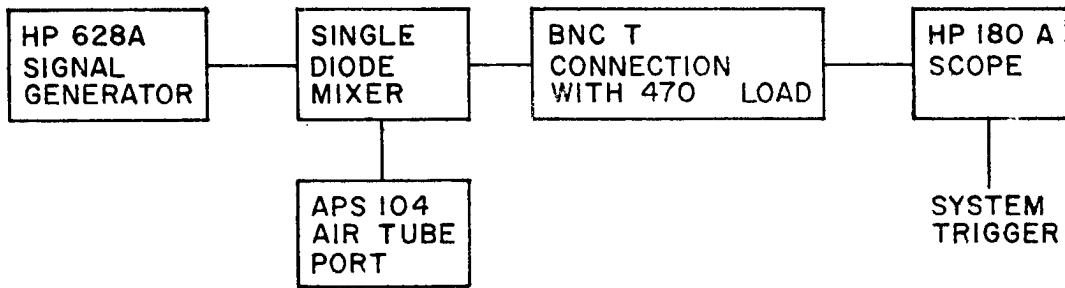 HP 628A
SIGNAL
GENERATOR
SINGLE
DIODE
MIXER
BNC T
CONNECTION
WITH 470 LOAD
HP 180 A
SCOPE
APS 104
AIR TUBE
PORT
SYSTEM
TRIGGER